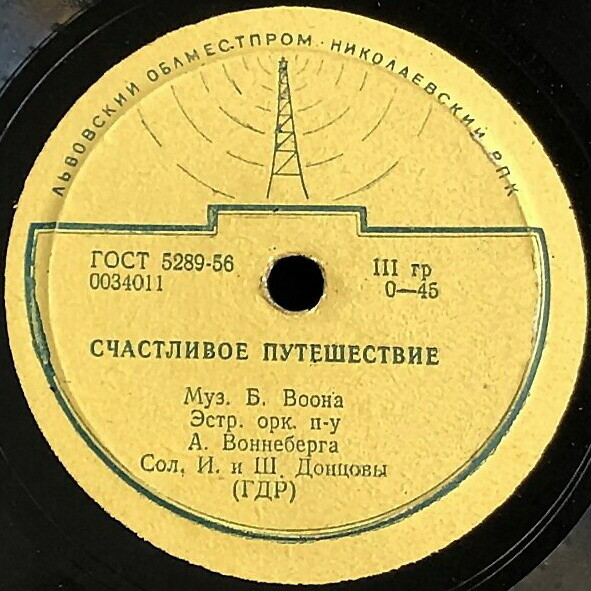 ЛЬВОВСКИЙ ОБЛМЕСТПРОМ · НИКОЛАЕВСКИЙ РПК
ГОСТ 5289-56
0034011
III гр
0—45
СЧАСТЛИВОЕ ПУТЕШЕСТВИЕ
Муз. Б. Воона
Эстр. орк. п-у
А. Воннеберга
Сол. И. и Ш. Донцовы
(ГДР)